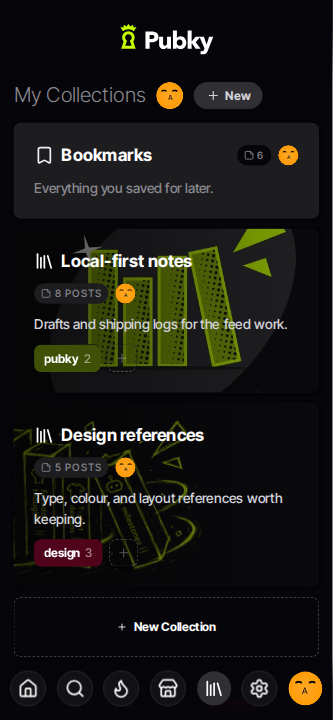 Pubky
My Collections
+ New
Bookmarks
6
Everything you saved for later.
Local-first notes
8 POSTS
Drafts and shipping logs for the feed work.
pubky 2
+
Design references
5 POSTS
Type, colour, and layout references worth
keeping.
design 3
+
+ New Collection